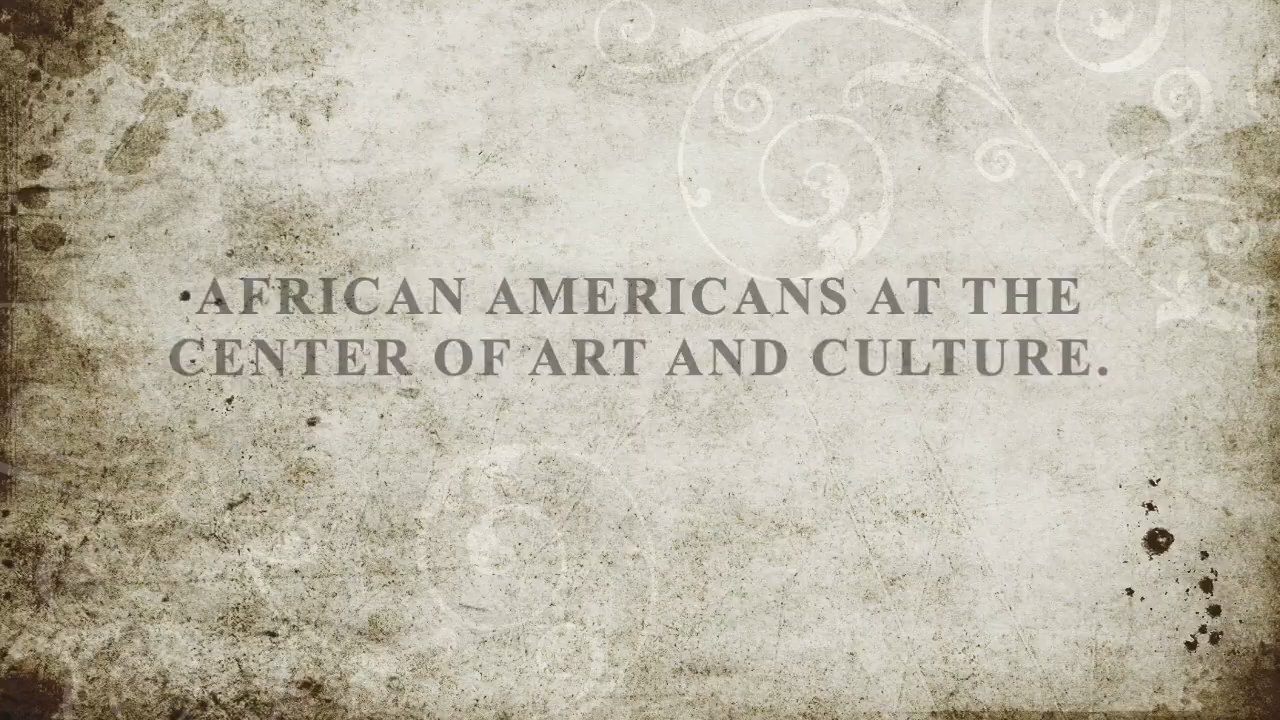 AFRICAN AMERICANS AT THE
CENTER OF ART AND CULTURE.